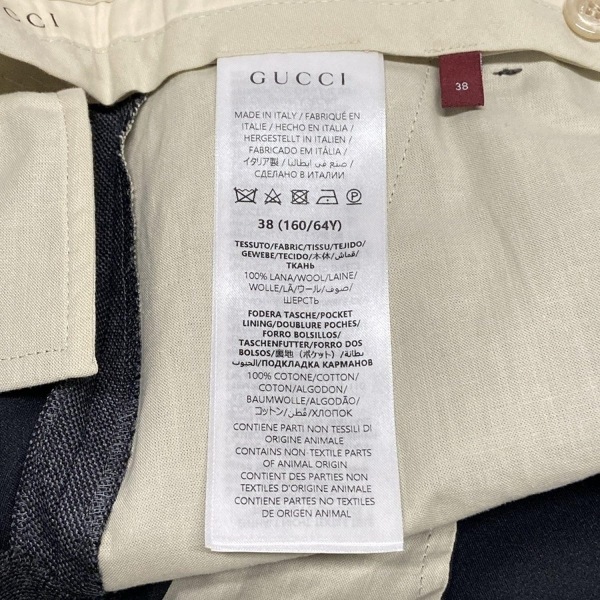 CCI
GUCCI
38
MADE IN ITALY / FABRIQUÉ EN
ITALIE / HECHO EN ITALIA /
HERGESTELLT IN ITALIEN /
FABRICADO EM ITÁLIA /
イタリア製 / صنع في ايطاليا /
СДЕЛАНО В ИТАЛИИ
38 (160/64Y)
TESSUTO/FABRIC/TISSU/TEJIDO/
GEWEBE/TECIDO/本体/قماش/
ТКАНЬ
100% LANA/WOOL/LAINE/
WOLLE/LÃ/ウール/صوف/
ШЕРСТЬ
FODERA TASCHE/POCKET
LINING/DOUBLURE POCHES/
FORRO BOLSILLOS/
TASCHENFUTTER/FORRO DOS
BOLSOS/裏地 (ポケット) /بطانة
الجيوب/ПОДКЛАДКА КАРМАНОВ
100% COTONE/COTTON/
COTON/ALGODON/
BAUMWOLLE/ALGODÃO/
コットン/قطن/ХЛОПОК
CONTIENE PARTI NON TESSILI DI
ORIGINE ANIMALE
CONTAINS NON-TEXTILE PARTS
OF ANIMAL ORIGIN
CONTIENT DES PARTIES NON
TEXTILES D'ORIGINE ANIMALE
CONTIENE PARTES NO TEXTILES
DE ORIGEN ANIMAL